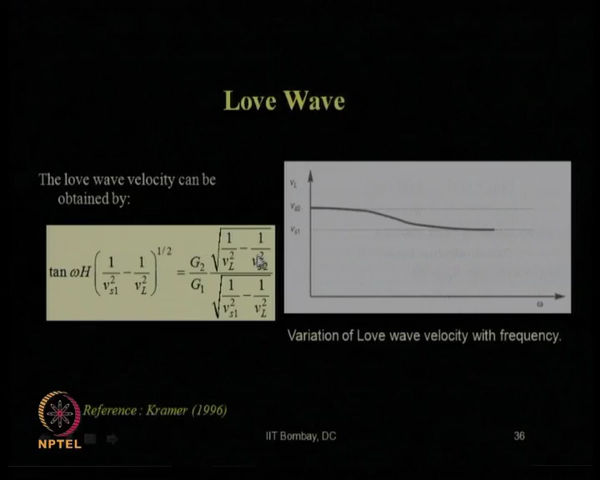 Love Wave
The love wave velocity can be
obtained by:
tan ωH (1/v_s1^2 − 1/v_L^2)^1/2 = G_2/G_1 √(1/v_L^2 − 1/v_s2^2) / √(1/v_s1^2 − 1/v_L^2)
v_L
v_s2
v_s1
ω
Variation of Love wave velocity with frequency.
Reference : Kramer (1996)
NPTEL
IIT Bombay, DC
36